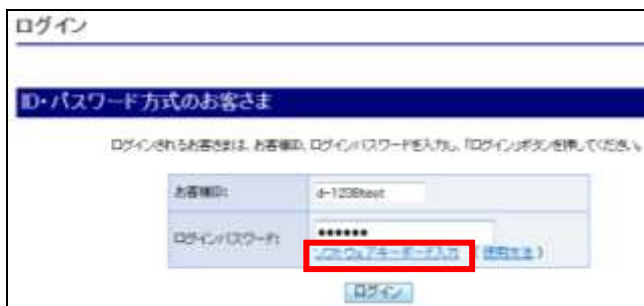 ログイン
ID・パスワード方式のお客さま
ログインされるお客さまは、お客様ID、ログインパスワードを入力し、「ログイン」ボタンを押してください。
お客様ID:
d-1238test
ログインパスワード:
●●●●●●
ソフトウェアキーボード入力 ( 使用方法 )
ログイン